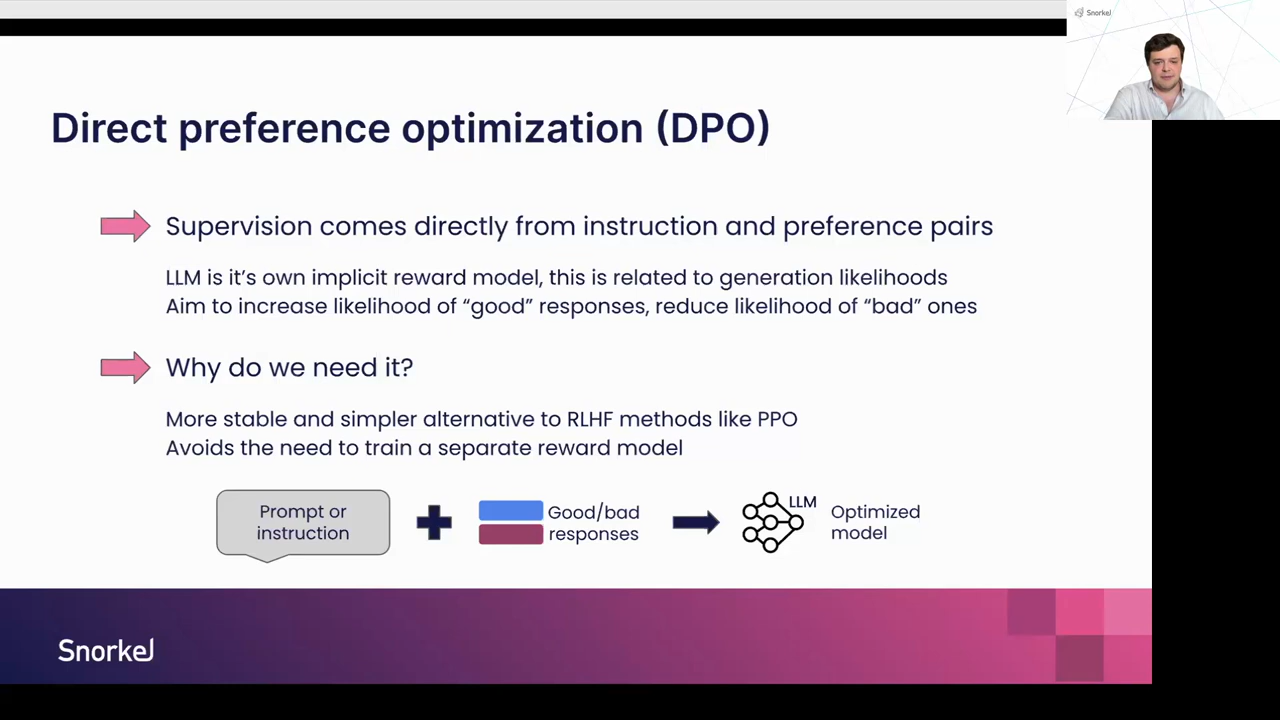 Snorkel
Direct preference optimization (DPO)
Supervision comes directly from instruction and preference pairs
LLM is it's own implicit reward model, this is related to generation likelihoods
Aim to increase likelihood of “good” responses, reduce likelihood of “bad” ones
Why do we need it?
More stable and simpler alternative to RLHF methods like PPO
Avoids the need to train a separate reward model
Prompt or
instruction
Good/bad
responses
LLM
Optimized
model
Snorkel